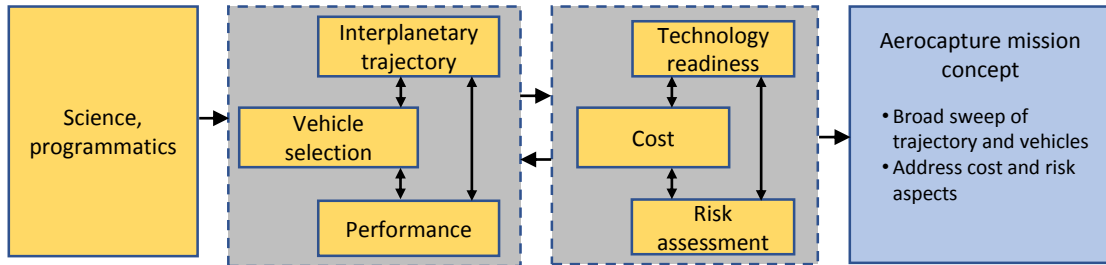 Science,
programmatics
Interplanetary
trajectory
Vehicle
selection
Performance
Technology
readiness
Cost
Risk
assessment
Aerocapture mission
concept
• Broad sweep of
trajectory and vehicles
• Address cost and risk
aspects